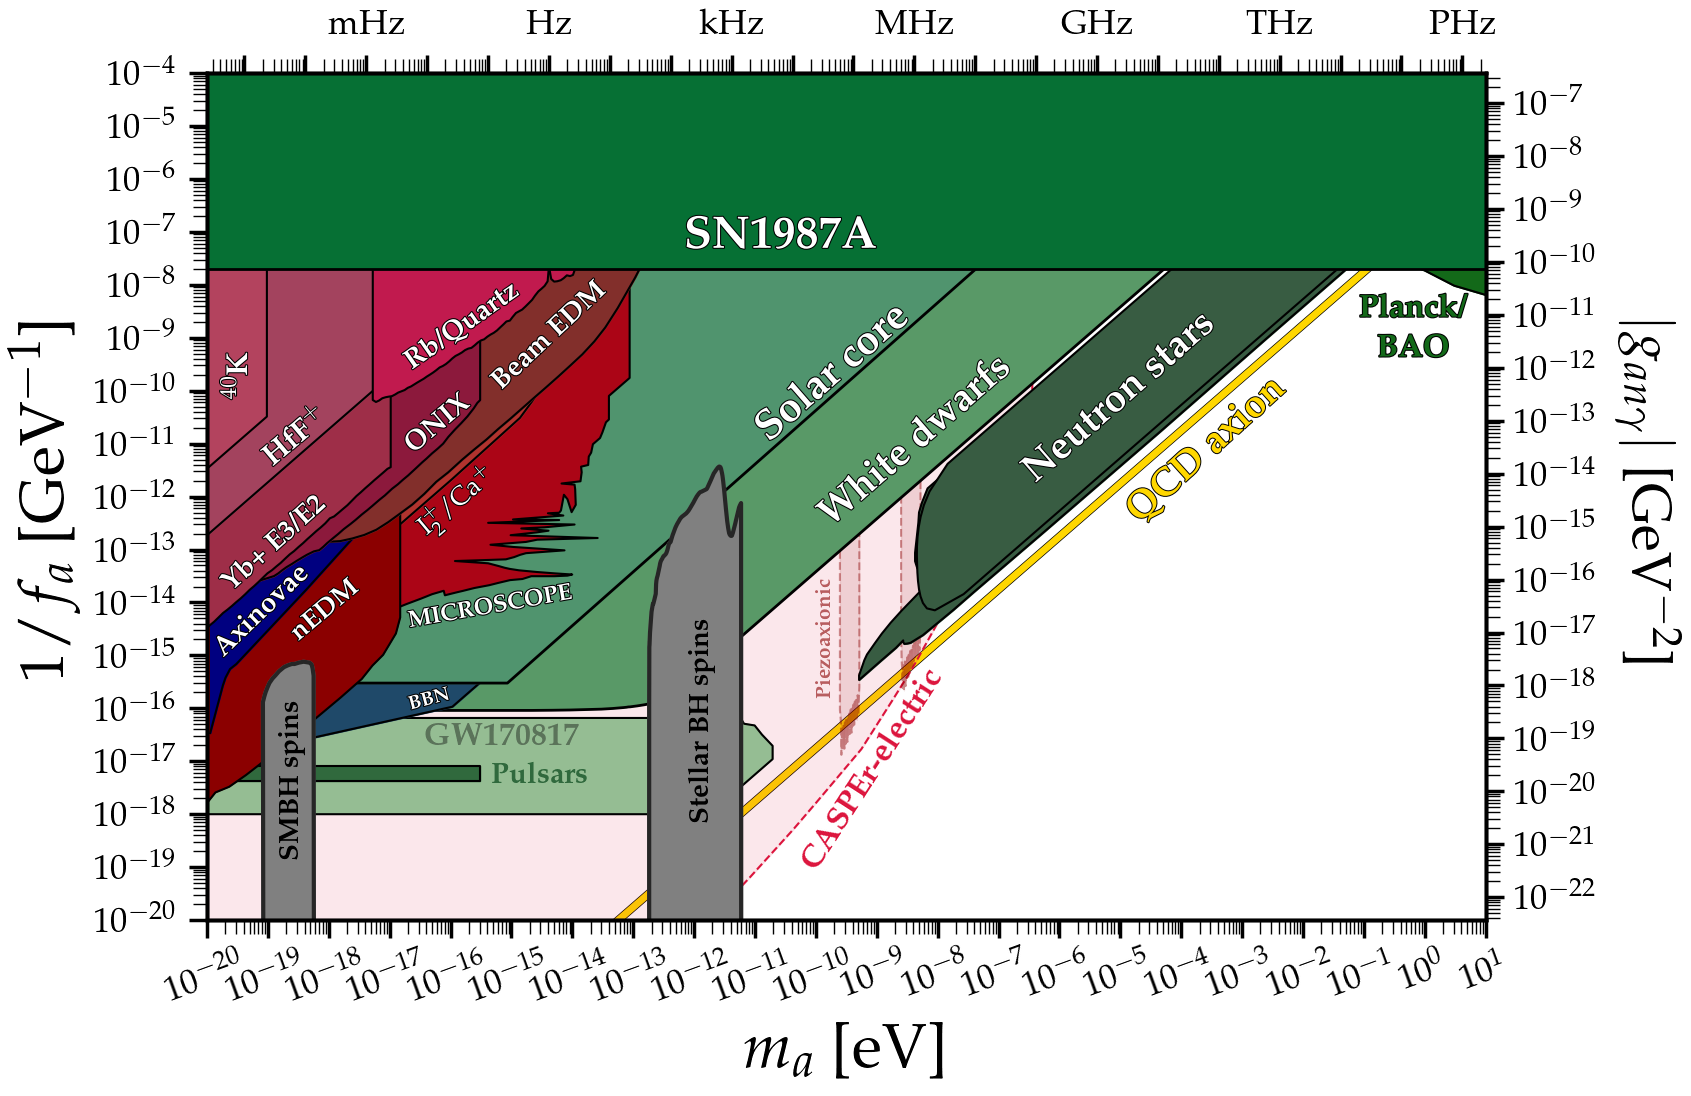 mHz Hz kHz MHz GHz THz PHz
10⁻⁴
10⁻⁵
10⁻⁶
10⁻⁷
10⁻⁸
10⁻⁹
10⁻¹⁰
10⁻¹¹
10⁻¹²
10⁻¹³
10⁻¹⁴
10⁻¹⁵
10⁻¹⁶
10⁻¹⁷
10⁻¹⁸
10⁻¹⁹
10⁻²⁰
1/fₐ [GeV⁻¹]
SN1987A
⁴⁰K
HfF⁺
Rb/Quartz
Beam EDM
ONIX
Yb+ E3/E2
I₂⁺/Ca⁺
Axinovae
nEDM
MICROSCOPE
BBN
GW170817
Pulsars
SMBH spins
Stellar BH spins
Solar core
White dwarfs
Neutron stars
QCD axion
Planck/
BAO
Piezoaxionic
CASPEr-electric
10⁻⁷
10⁻⁸
10⁻⁹
10⁻¹⁰
10⁻¹¹
10⁻¹²
10⁻¹³
10⁻¹⁴
10⁻¹⁵
10⁻¹⁶
10⁻¹⁷
10⁻¹⁸
10⁻¹⁹
10⁻²⁰
10⁻²¹
10⁻²²
|g_{anγ}| [GeV⁻²]
10⁻²⁰ 10⁻¹⁹ 10⁻¹⁸ 10⁻¹⁷ 10⁻¹⁶ 10⁻¹⁵ 10⁻¹⁴ 10⁻¹³ 10⁻¹² 10⁻¹¹ 10⁻¹⁰ 10⁻⁹ 10⁻⁸ 10⁻⁷ 10⁻⁶ 10⁻⁵ 10⁻⁴ 10⁻³ 10⁻² 10⁻¹ 10⁰ 10¹
mₐ [eV]